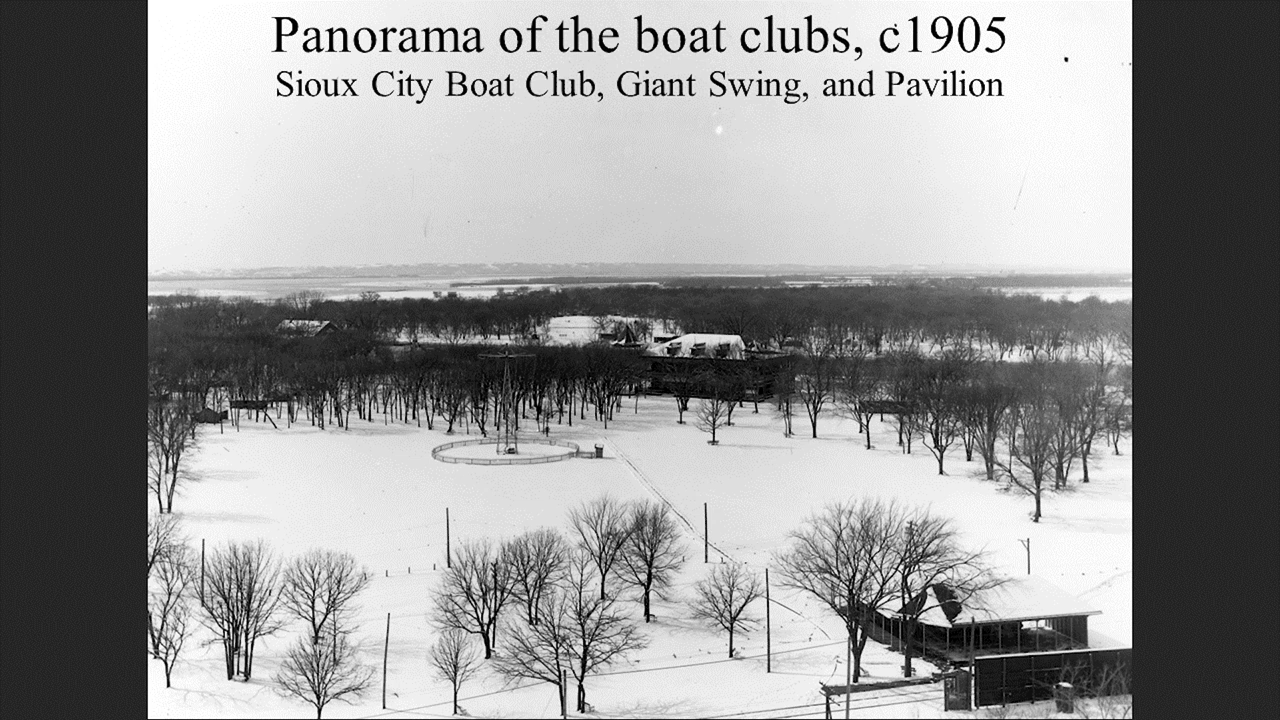 Panorama of the boat clubs, c1905
Sioux City Boat Club, Giant Swing, and Pavilion